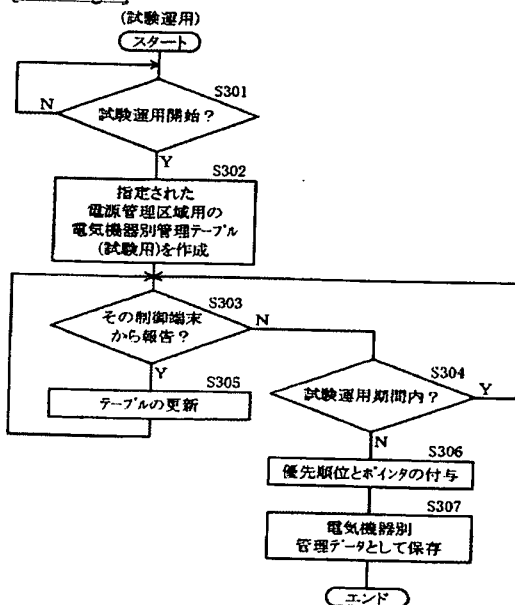 (試験運用)
スタート
S301
N
試験運用開始?
Y
S302
指定された
電源管理区域用の
電気機器別管理テーブル
(試験用)を作成
S303
その制御端末
から報告?
N
Y
S304
試験運用期間内?
Y
S305
テーブルの更新
N
S306
優先順位とポインタの付与
S307
電気機器別
管理データとして保存
エンド